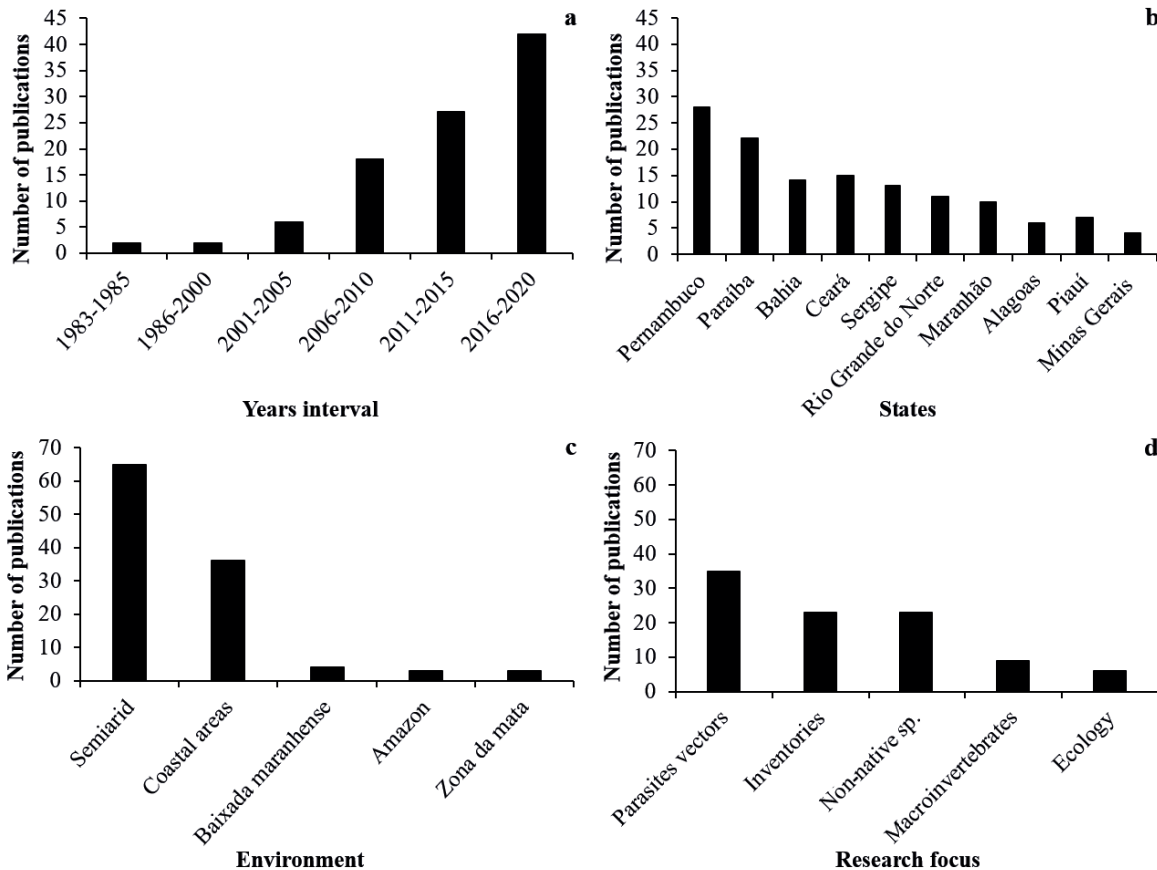 a
Number of publications
45
40
35
30
25
20
15
10
5
0
1983-1985
1986-2000
2001-2005
2006-2010
2011-2015
2016-2020
Years interval
b
Number of publications
45
40
35
30
25
20
15
10
5
0
Pernambuco
Paraíba
Bahia
Ceará
Sergipe
Rio Grande do Norte
Maranhão
Alagoas
Piauí
Minas Gerais
States
c
Number of publications
70
60
50
40
30
20
10
0
Semiarid
Coastal areas
Baixada maranhense
Amazon
Zona da mata
Environment
d
Number of publications
70
60
50
40
30
20
10
0
Parasites vectors
Inventories
Non-native sp.
Macroinvertebrates
Ecology
Research focus